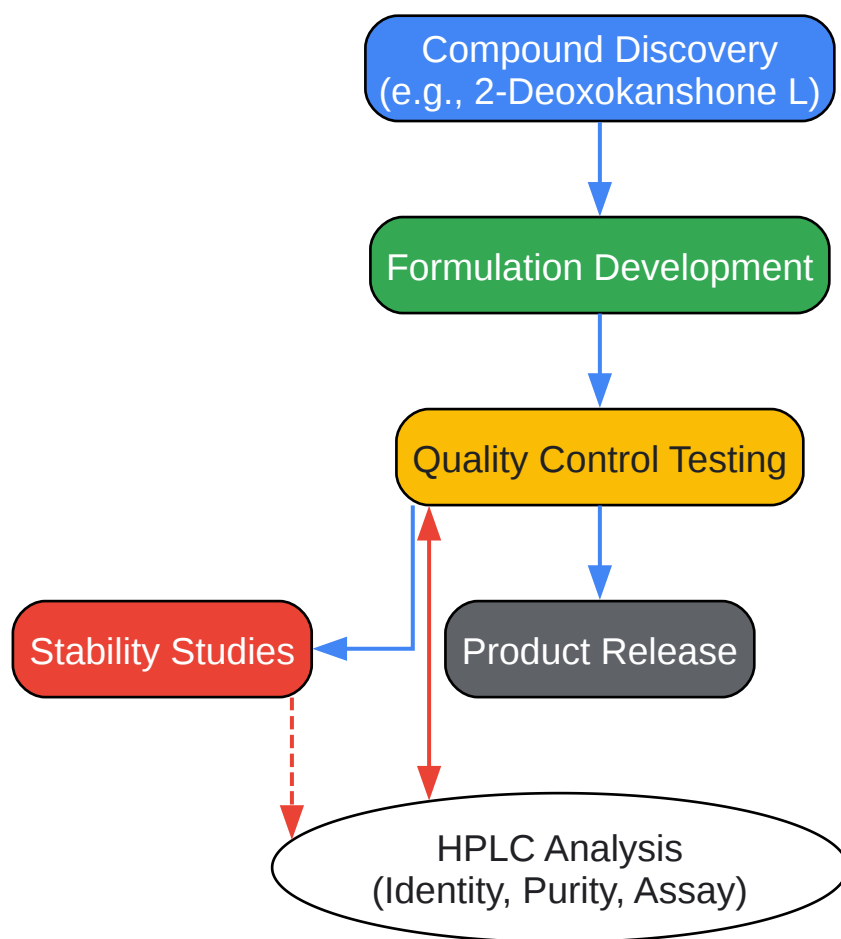 Compound Discovery
(e.g., 2-Deoxokanshone L)
Formulation Development
Quality Control Testing
Stability Studies
Product Release
HPLC Analysis
(Identity, Purity, Assay)